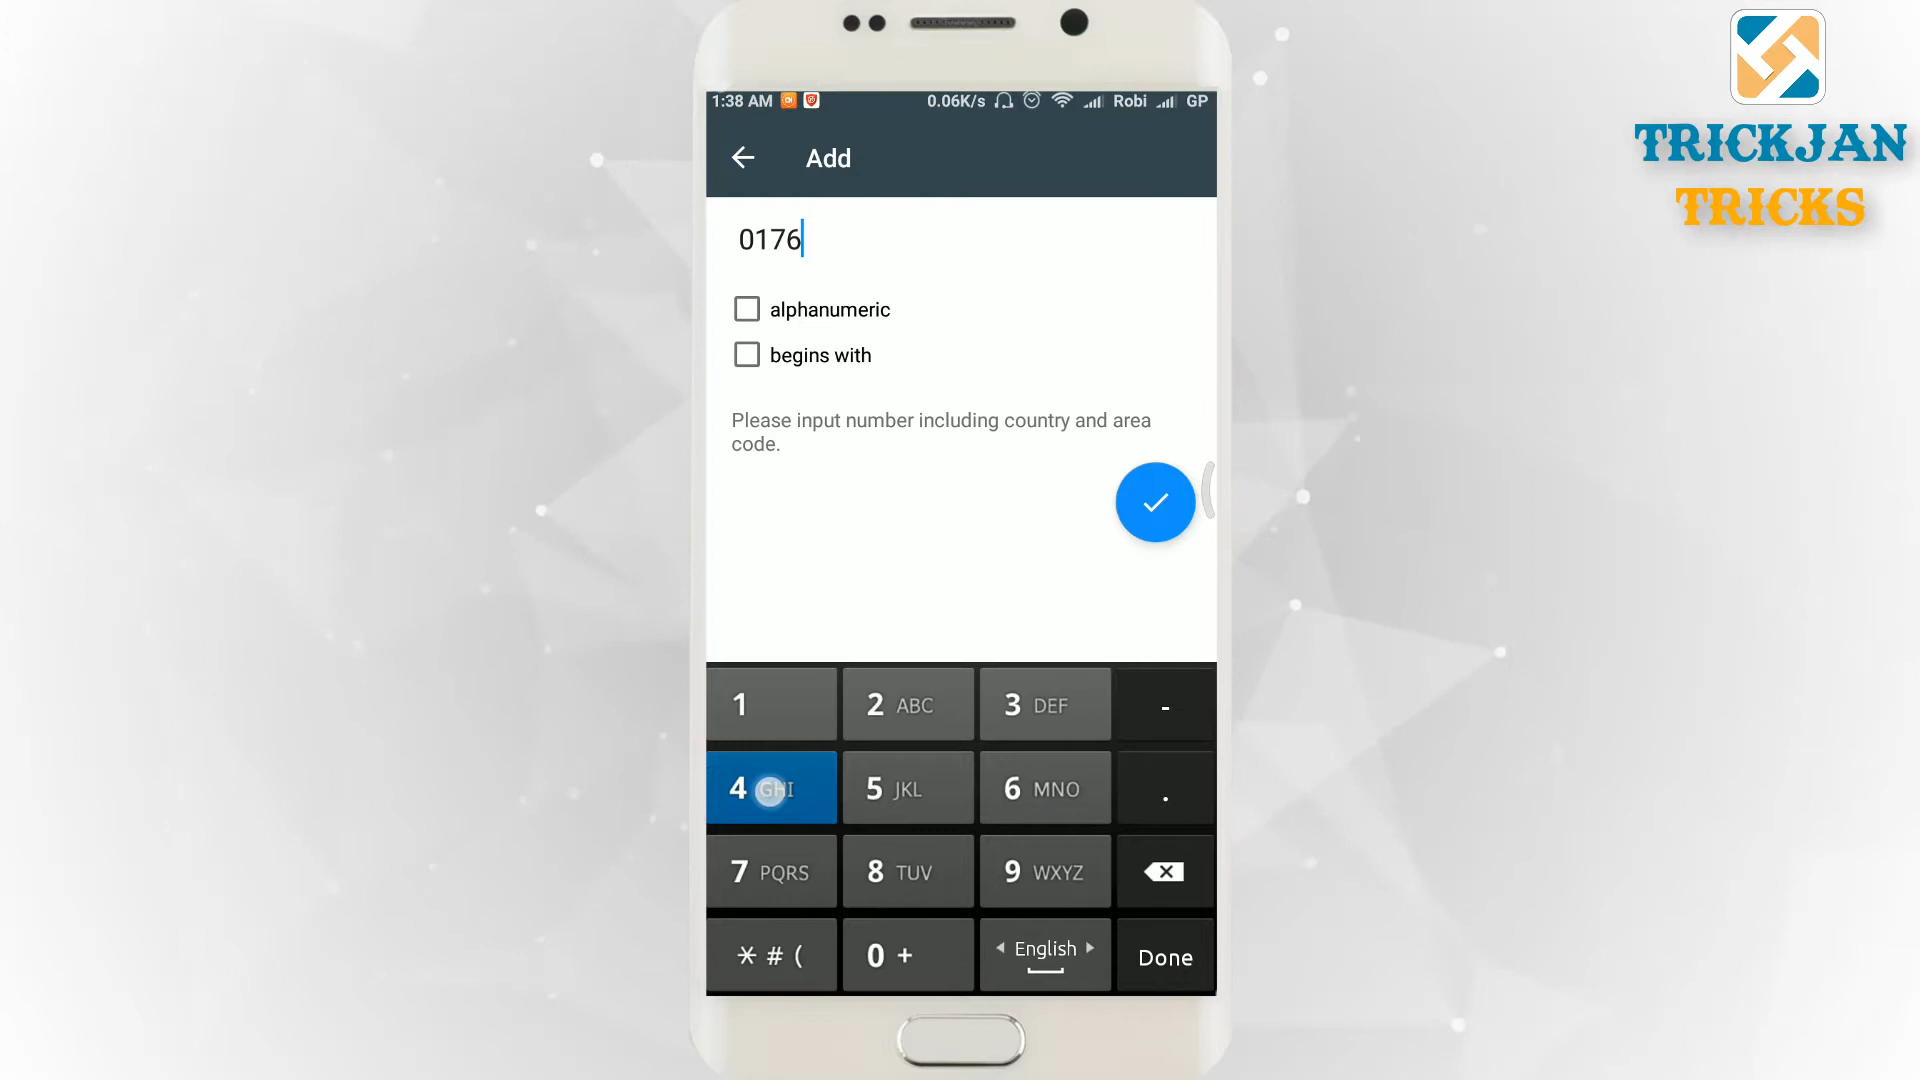 1:38 AM 0.06K/s Robi GP
TRICKJAN
TRICKS
Add
0176
alphanumeric
begins with
Please input number including country and area
code.
1 2 ABC 3 DEF -
4 GHI 5 JKL 6 MNO .
7 PQRS 8 TUV 9 WXYZ
* # ( 0 + English Done